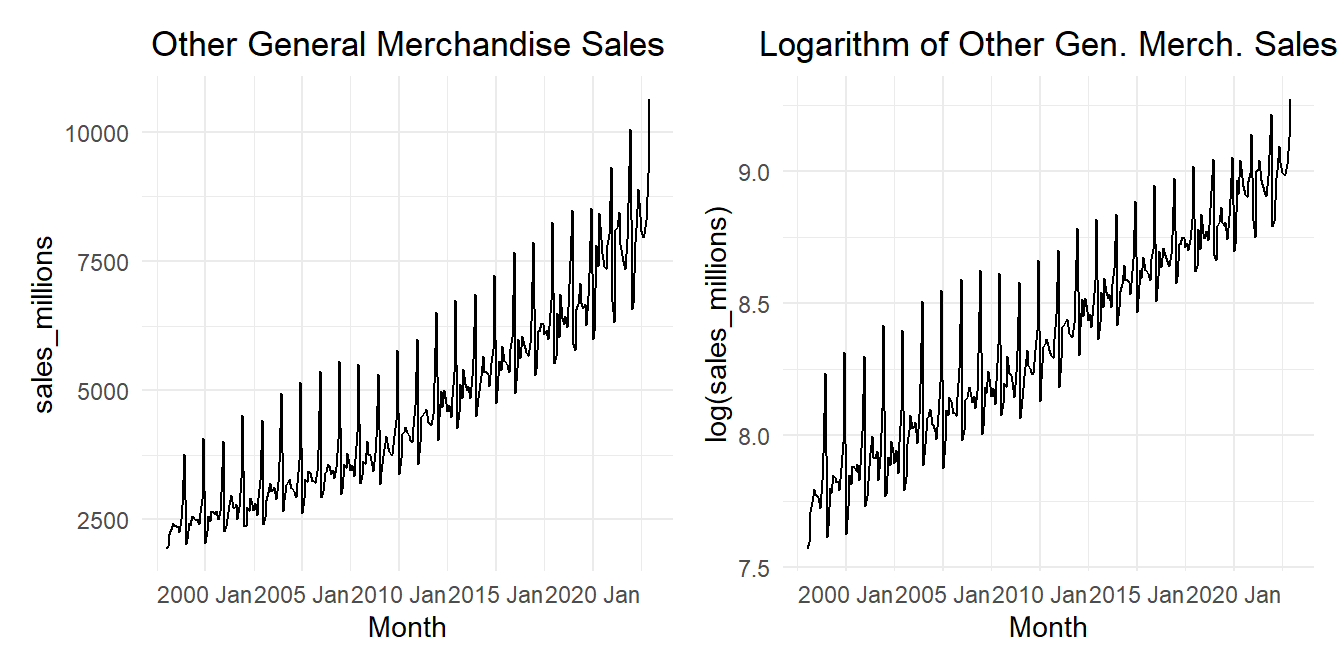 Other General Merchandise Sales
sales_millions
10000
7500
5000
2500
2000 Jan 2005 Jan 2010 Jan 2015 Jan 2020 Jan
Month
Logarithm of Other Gen. Merch. Sales
log(sales_millions)
9.0
8.5
8.0
7.5
2000 Jan 2005 Jan 2010 Jan 2015 Jan 2020 Jan
Month